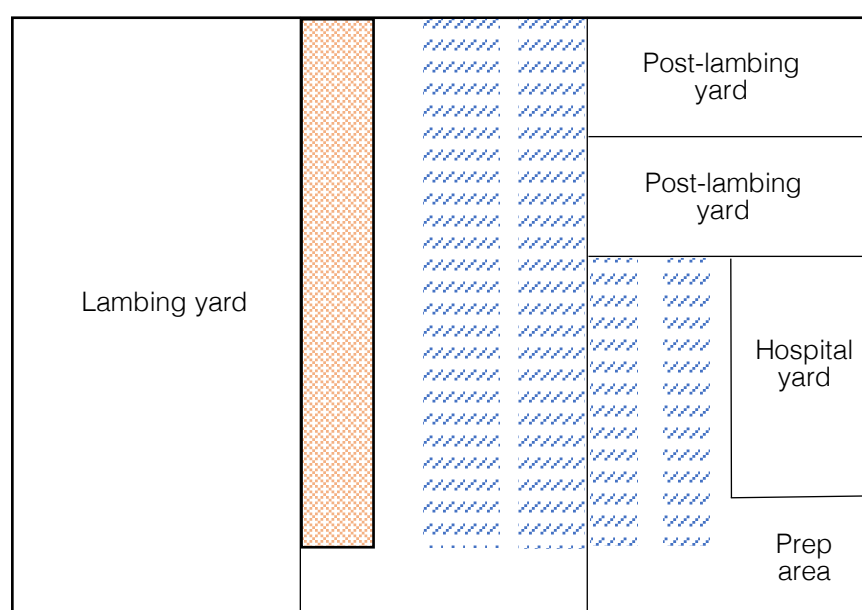 Post-lambing
yard
Post-lambing
yard
Lambing yard
Hospital
yard
Prep
area